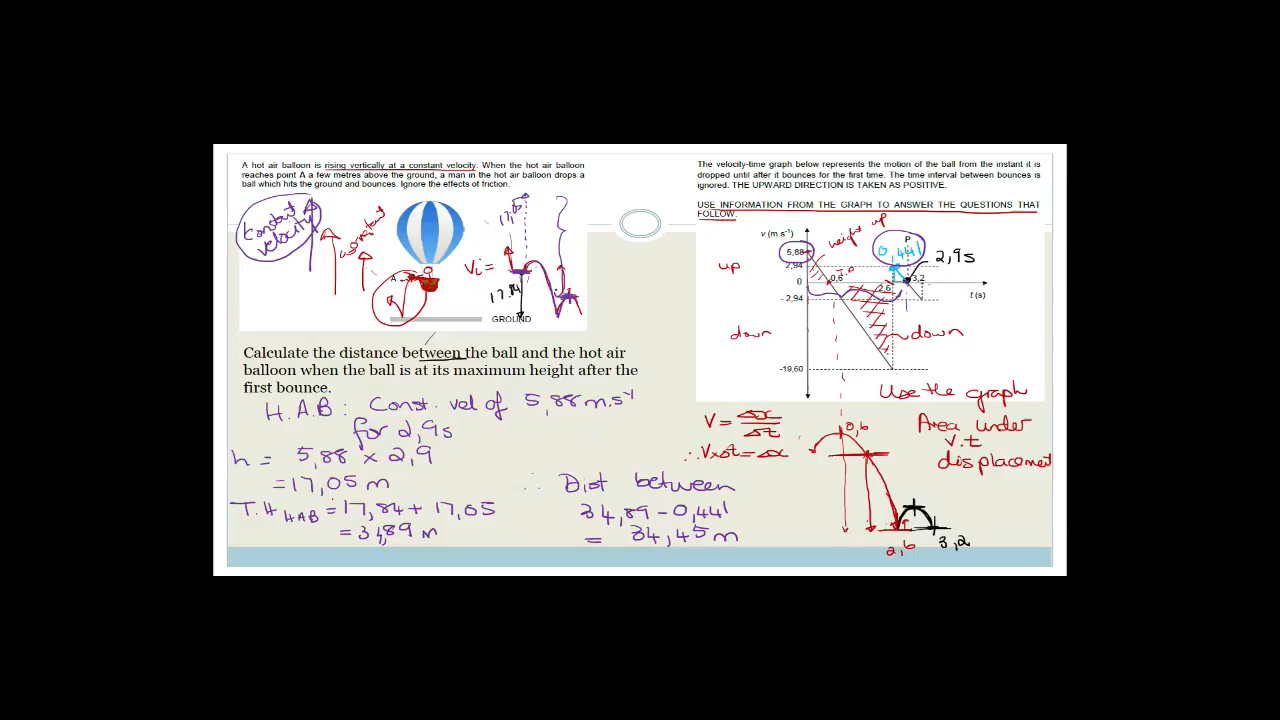 A hot air balloon is rising vertically at a constant velocity. When the hot air balloon
reaches point A a few metres above the ground, a man in the hot air balloon drops a
ball which hits the ground and bounces. Ignore the effects of friction.
Constant
velocity
constant
A
Vi =
17,05
17.84
GROUND
Calculate the distance between the ball and the hot air
balloon when the ball is at its maximum height after the
first bounce.
H.A.B : Const. vel of 5,88 m.s⁻¹
for 2,9s
h = 5,88 x 2,9
= 17,05 m
T.H HAB = 17,84 + 17,05
= 34,89 m
∴ Dist between
34,89 - 0,441
= 34,45 m
The velocity-time graph below represents the motion of the ball from the instant it is
dropped until after it bounces for the first time. The time interval between bounces is
ignored. THE UPWARD DIRECTION IS TAKEN AS POSITIVE.
USE INFORMATION FROM THE GRAPH TO ANSWER THE QUESTIONS THAT
FOLLOW.
v (m.s⁻¹)
height up
P
5,88
0,441
2,9s
up
2,94
0
0,6
2,6
3,2
- 2,94
t (s)
down
down
-19,60
Use the graph
V = Δx
Δt
∴ V x Δt = Δx
0,6
Area under
v.t
displacement
2,6
3,2